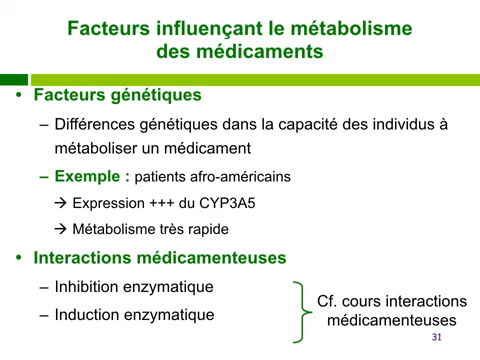 Facteurs influençant le métabolisme
des médicaments
• Facteurs génétiques
– Différences génétiques dans la capacité des individus à
métaboliser un médicament
– Exemple : patients afro-américains
→ Expression +++ du CYP3A5
→ Métabolisme très rapide
• Interactions médicamenteuses
– Inhibition enzymatique
– Induction enzymatique
Cf. cours interactions
médicamenteuses
31